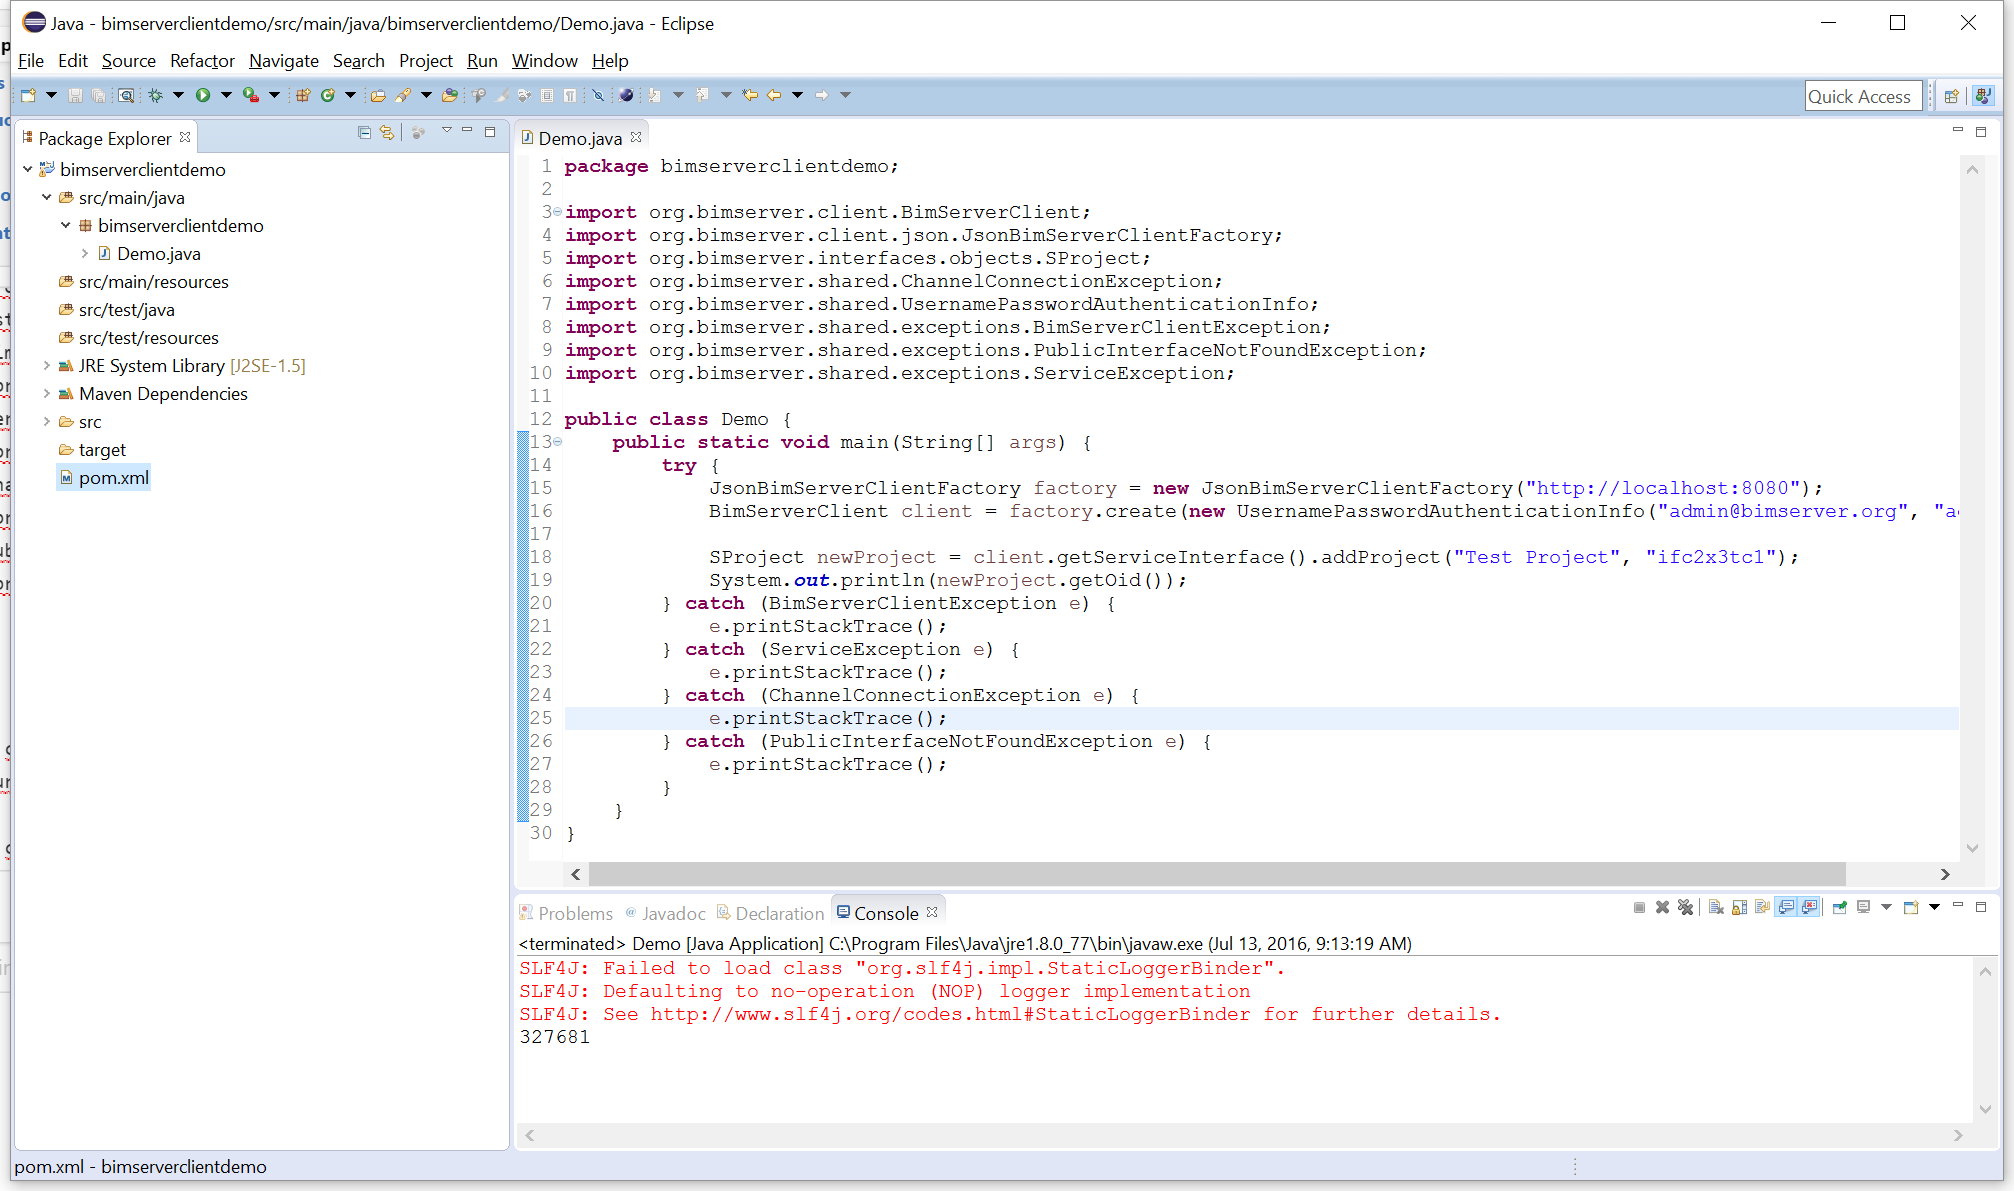 Java - bimserverclientdemo/src/main/java/bimserverclientdemo/Demo.java - Eclipse
File Edit Source Refactor Navigate Search Project Run Window Help
Quick Access
Package Explorer
bimserverclientdemo
src/main/java
bimserverclientdemo
Demo.java
src/main/resources
src/test/java
src/test/resources
JRE System Library [J2SE-1.5]
Maven Dependencies
src
target
pom.xml
Demo.java
1 package bimserverclientdemo;
2
3 import org.bimserver.client.BimServerClient;
4 import org.bimserver.client.json.JsonBimServerClientFactory;
5 import org.bimserver.interfaces.objects.SProject;
6 import org.bimserver.shared.ChannelConnectionException;
7 import org.bimserver.shared.UsernamePasswordAuthenticationInfo;
8 import org.bimserver.shared.exceptions.BimServerClientException;
9 import org.bimserver.shared.exceptions.PublicInterfaceNotFoundException;
10 import org.bimserver.shared.exceptions.ServiceException;
11
12 public class Demo {
13 public static void main(String[] args) {
14 try {
15 JsonBimServerClientFactory factory = new JsonBimServerClientFactory("http://localhost:8080");
16 BimServerClient client = factory.create(new UsernamePasswordAuthenticationInfo("admin@bimserver.org", "a
17
18 SProject newProject = client.getServiceInterface().addProject("Test Project", "ifc2x3tc1");
19 System.out.println(newProject.getOid());
20 } catch (BimServerClientException e) {
21 e.printStackTrace();
22 } catch (ServiceException e) {
23 e.printStackTrace();
24 } catch (ChannelConnectionException e) {
25 e.printStackTrace();
26 } catch (PublicInterfaceNotFoundException e) {
27 e.printStackTrace();
28 }
29 }
30 }
Problems @ Javadoc Declaration Console
<terminated> Demo [Java Application] C:\Program Files\Java\jre1.8.0_77\bin\javaw.exe (Jul 13, 2016, 9:13:19 AM)
SLF4J: Failed to load class "org.slf4j.impl.StaticLoggerBinder".
SLF4J: Defaulting to no-operation (NOP) logger implementation
SLF4J: See http://www.slf4j.org/codes.html#StaticLoggerBinder for further details.
327681
pom.xml - bimserverclientdemo